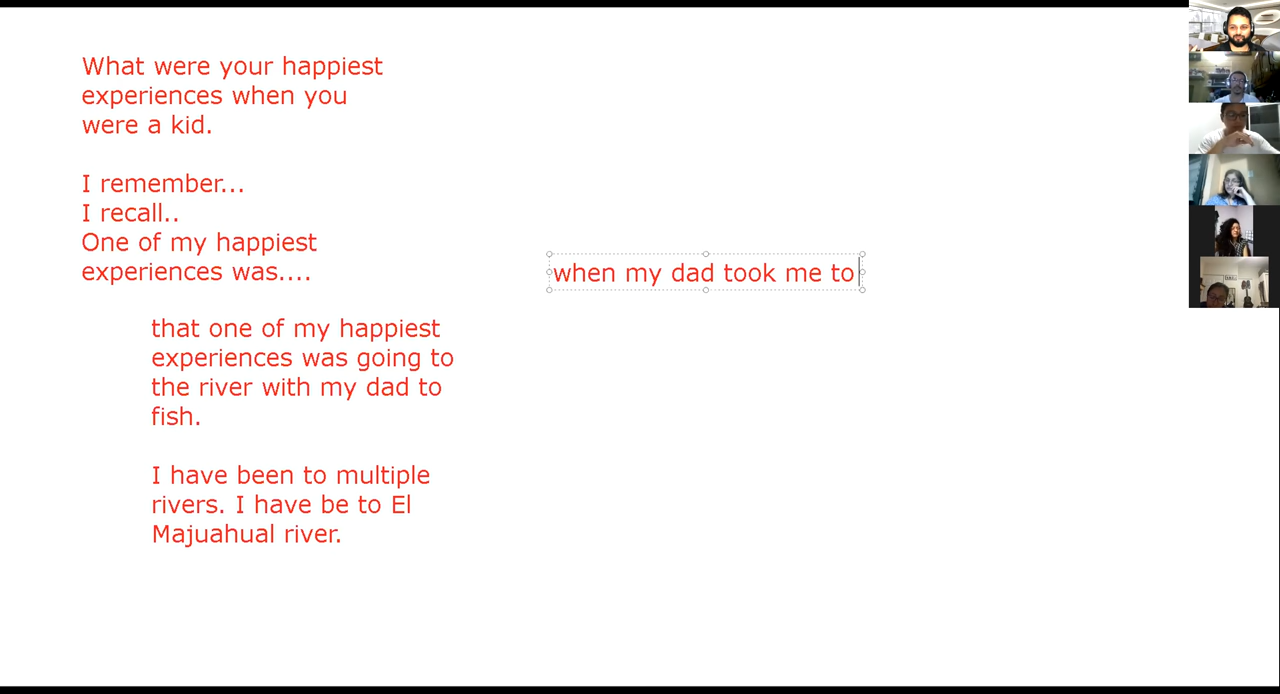 What were your happiest
experiences when you
were a kid.
I remember...
I recall..
One of my happiest
experiences was....
when my dad took me to
that one of my happiest
experiences was going to
the river with my dad to
fish.
I have been to multiple
rivers. I have be to El
Majuahual river.